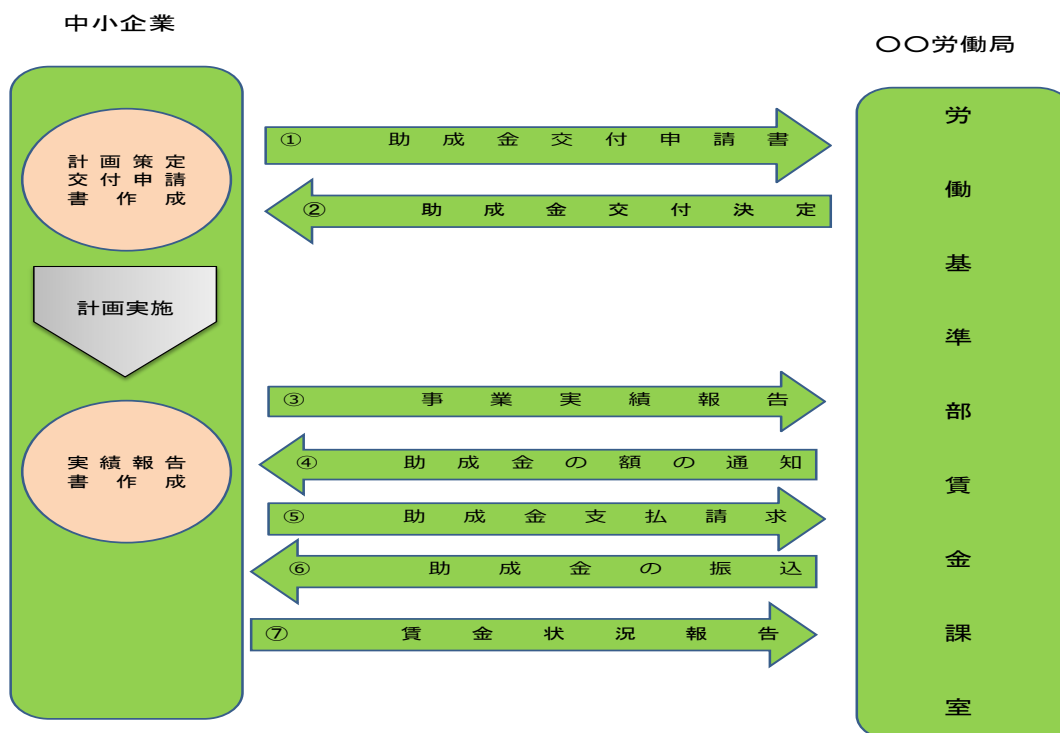 中小企業
〇〇労働局
計画策定
交付申請
書作成
計画実施
実績報告
書作成
① 助成金交付申請書
② 助成金交付決定
③ 事業実績報告
④ 助成金の額の通知
⑤ 助成金支払請求
⑥ 助成金の振込
⑦ 賃金状況報告
労働基準部賃金課室